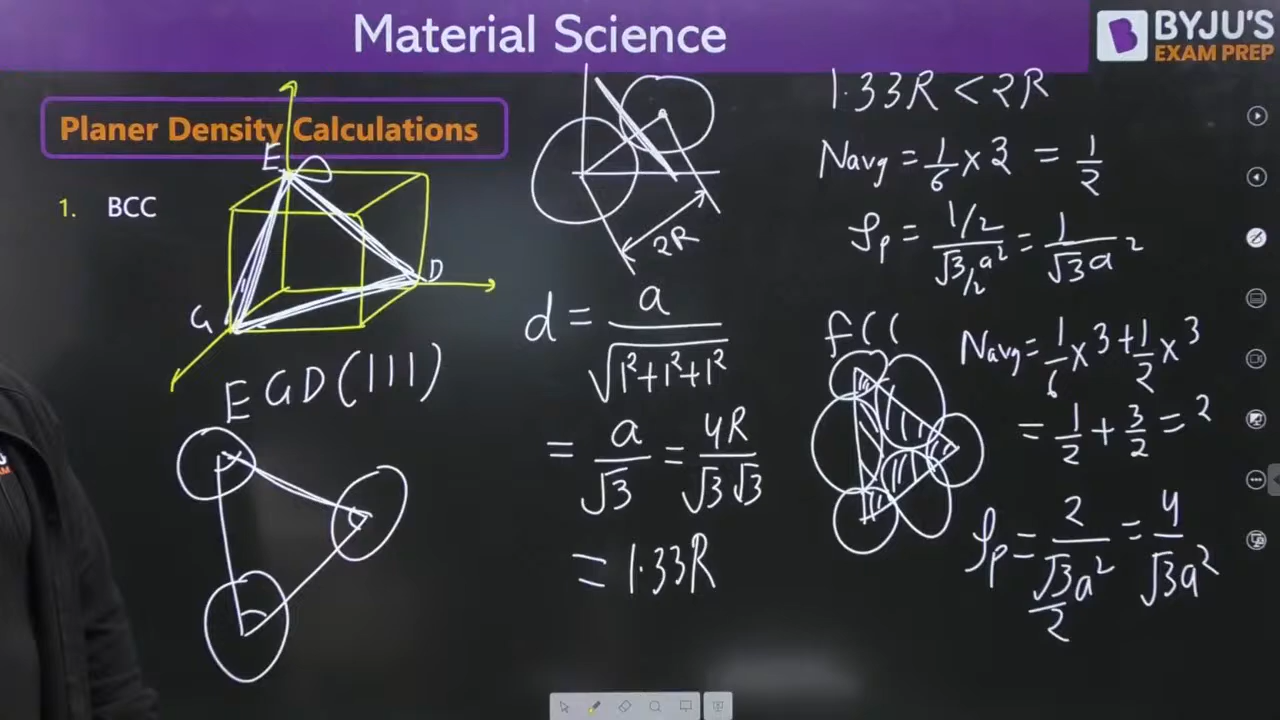 Material Science
BYJU'S
EXAM PREP
Planer Density Calculations
1. BCC
E
D
G
EGD(111)
2R
d = a / √(1²+1²+1²)
= a/√3 = 4R/√3√3
= 1.33R
1.33R < 2R
Navg = 1/6 x 3 = 1/2
ρp = (1/2)/(√3/2 a²) = 1/√3a²
fcc
Navg = 1/6 x 3 + 1/2 x 3
= 1/2 + 3/2 = 2
ρp = 2/(√3/2 a²) = 4/√3a²